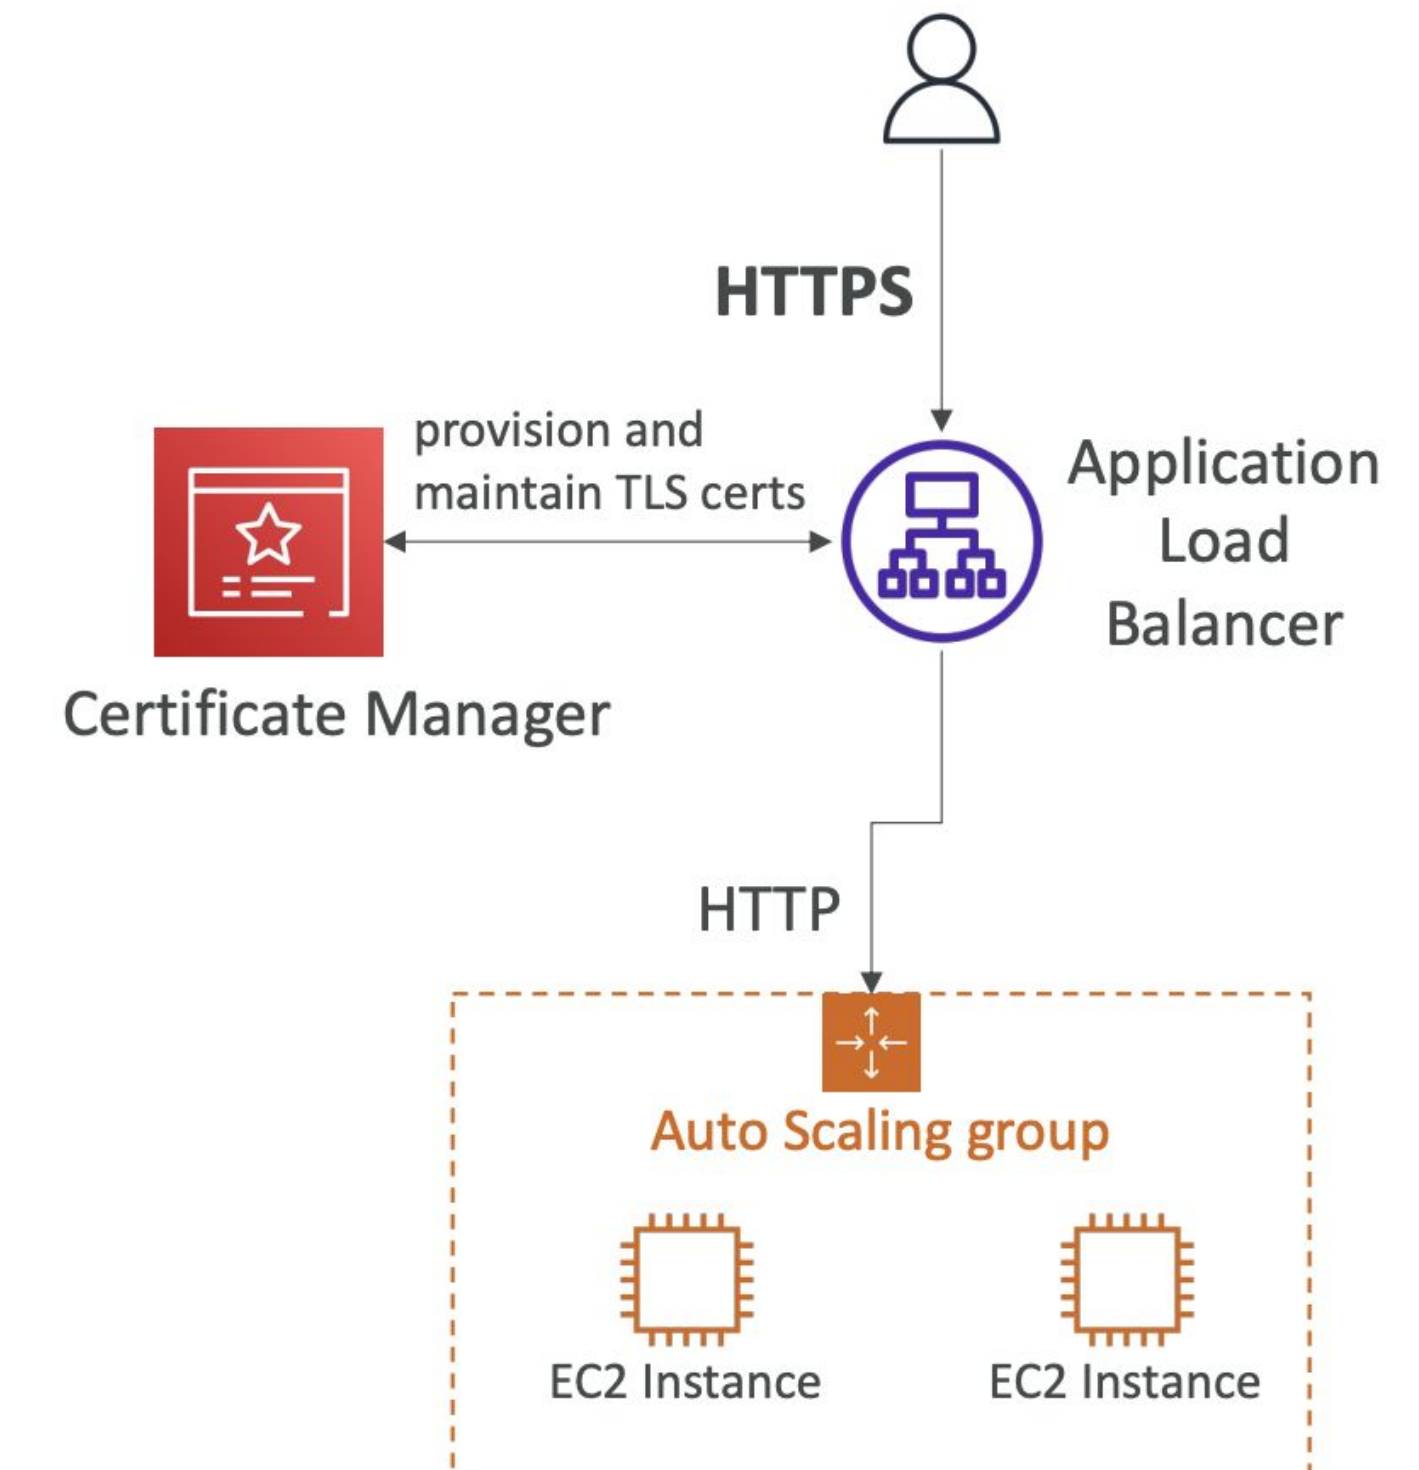 HTTPS
provision and
maintain TLS certs
Application
Load
Balancer
Certificate Manager
HTTP
Auto Scaling group
EC2 Instance
EC2 Instance